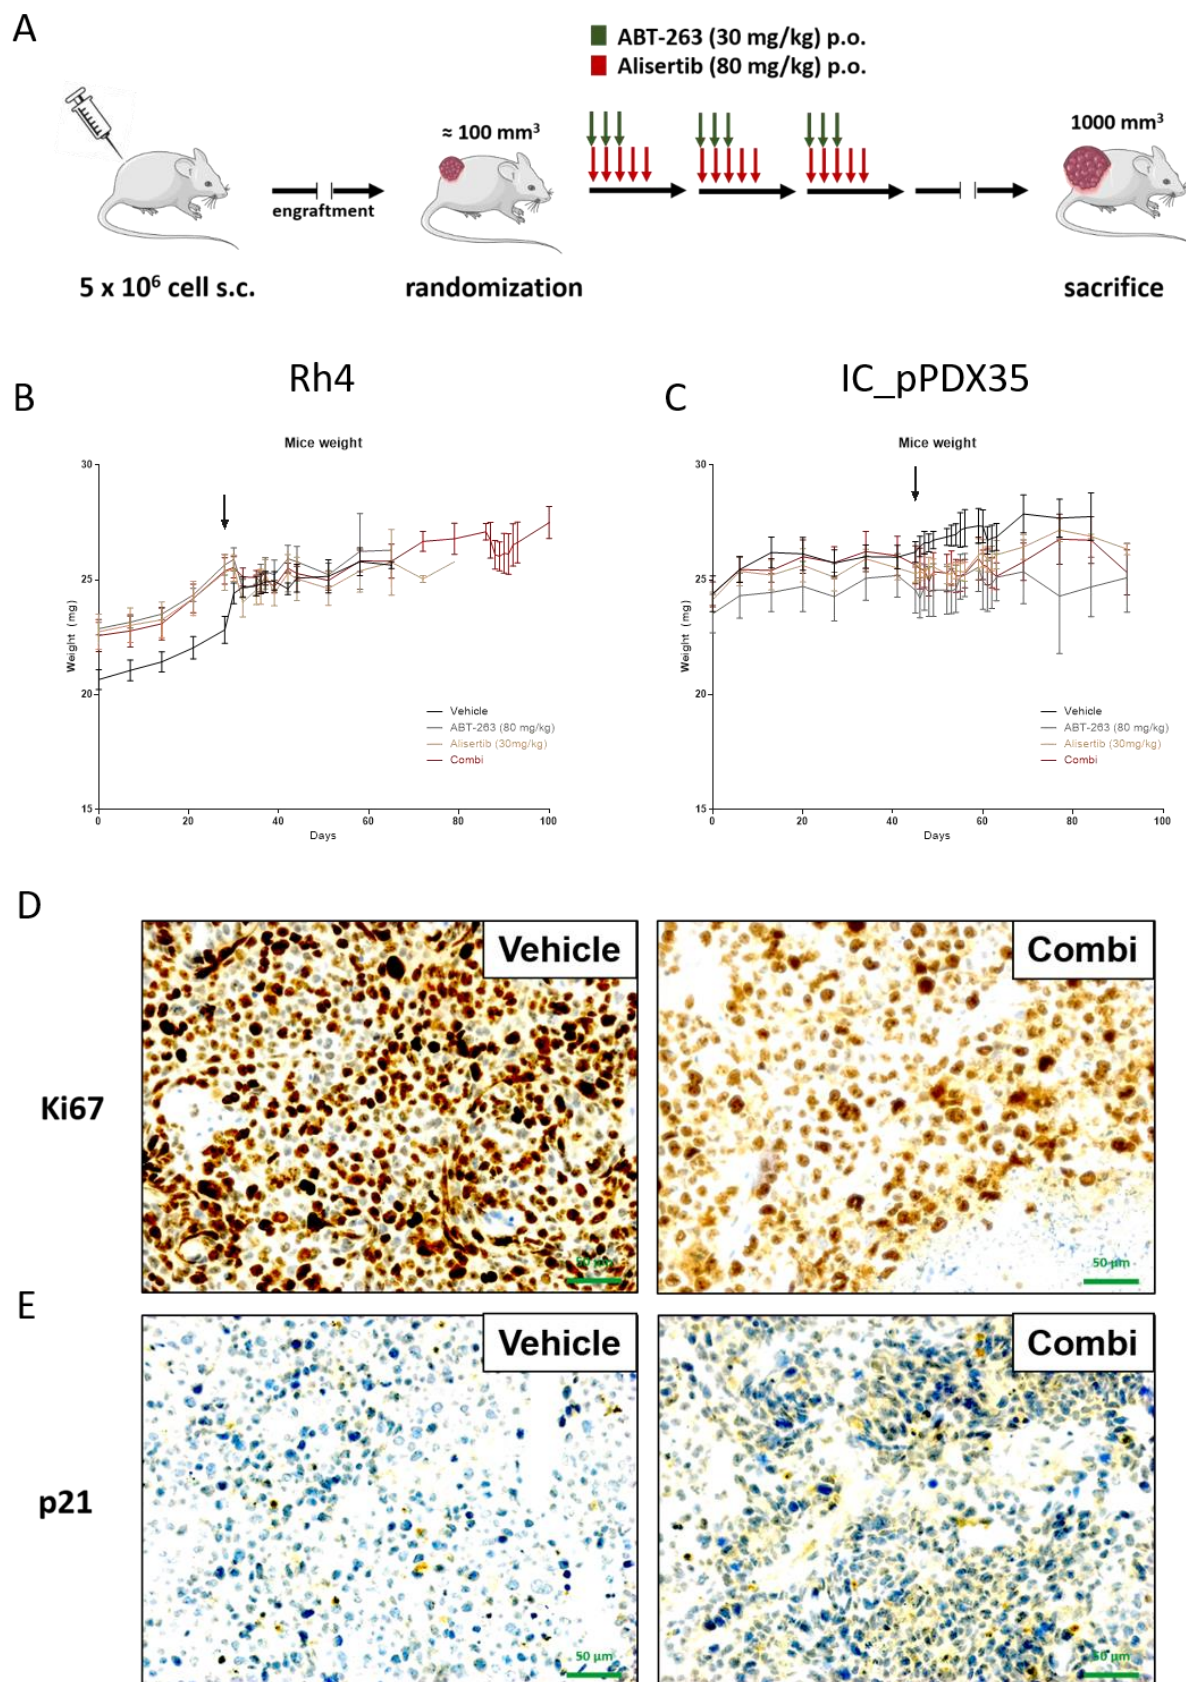 A
ABT-263 (30 mg/kg) p.o.
Alisertib (80 mg/kg) p.o.
≈ 100 mm³
1000 mm³
engraftment
5 x 10⁶ cell s.c.
randomization
sacrifice
B
Rh4
Mice weight
30
25
20
15
Weight (mg)
0
20
40
60
80
100
Days
Vehicle
ABT-263 (80 mg/kg)
Alisertib (30mg/kg)
Combi
C
IC_pPDX35
Mice weight
30
25
20
15
Weight (mg)
0
20
40
60
80
100
Days
Vehicle
ABT-263 (80 mg/kg)
Alisertib (30mg/kg)
Combi
D
Ki67
Vehicle
50 µm
Combi
50 µm
E
p21
Vehicle
50 µm
Combi
50 µm